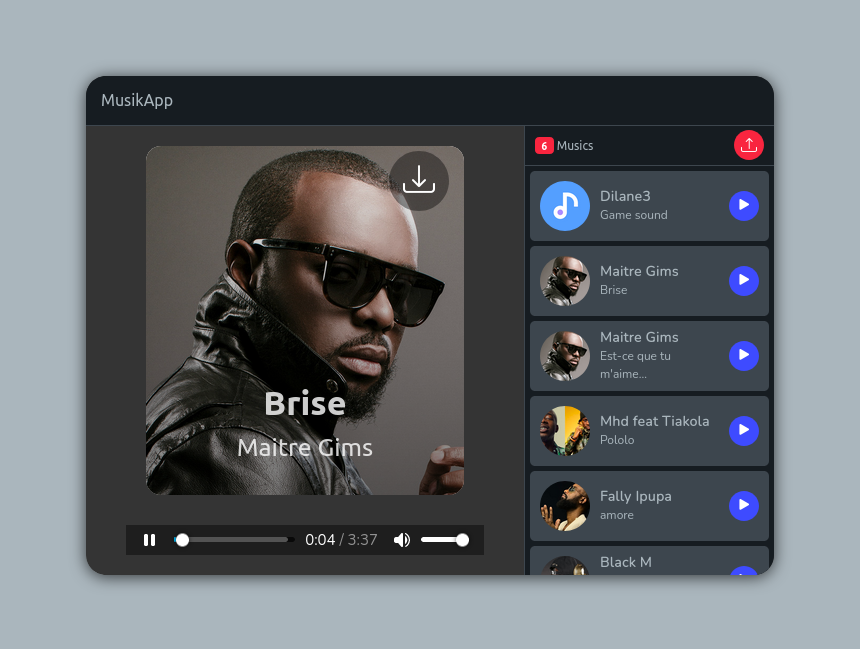 MusikApp
Brise
Maitre Gims
0:04 / 3:37
6 Musics
Dilane3
Game sound
Maitre Gims
Brise
Maitre Gims
Est-ce que tu
m'aime...
Mhd feat Tiakola
Pololo
Fally Ipupa
amore
Black M